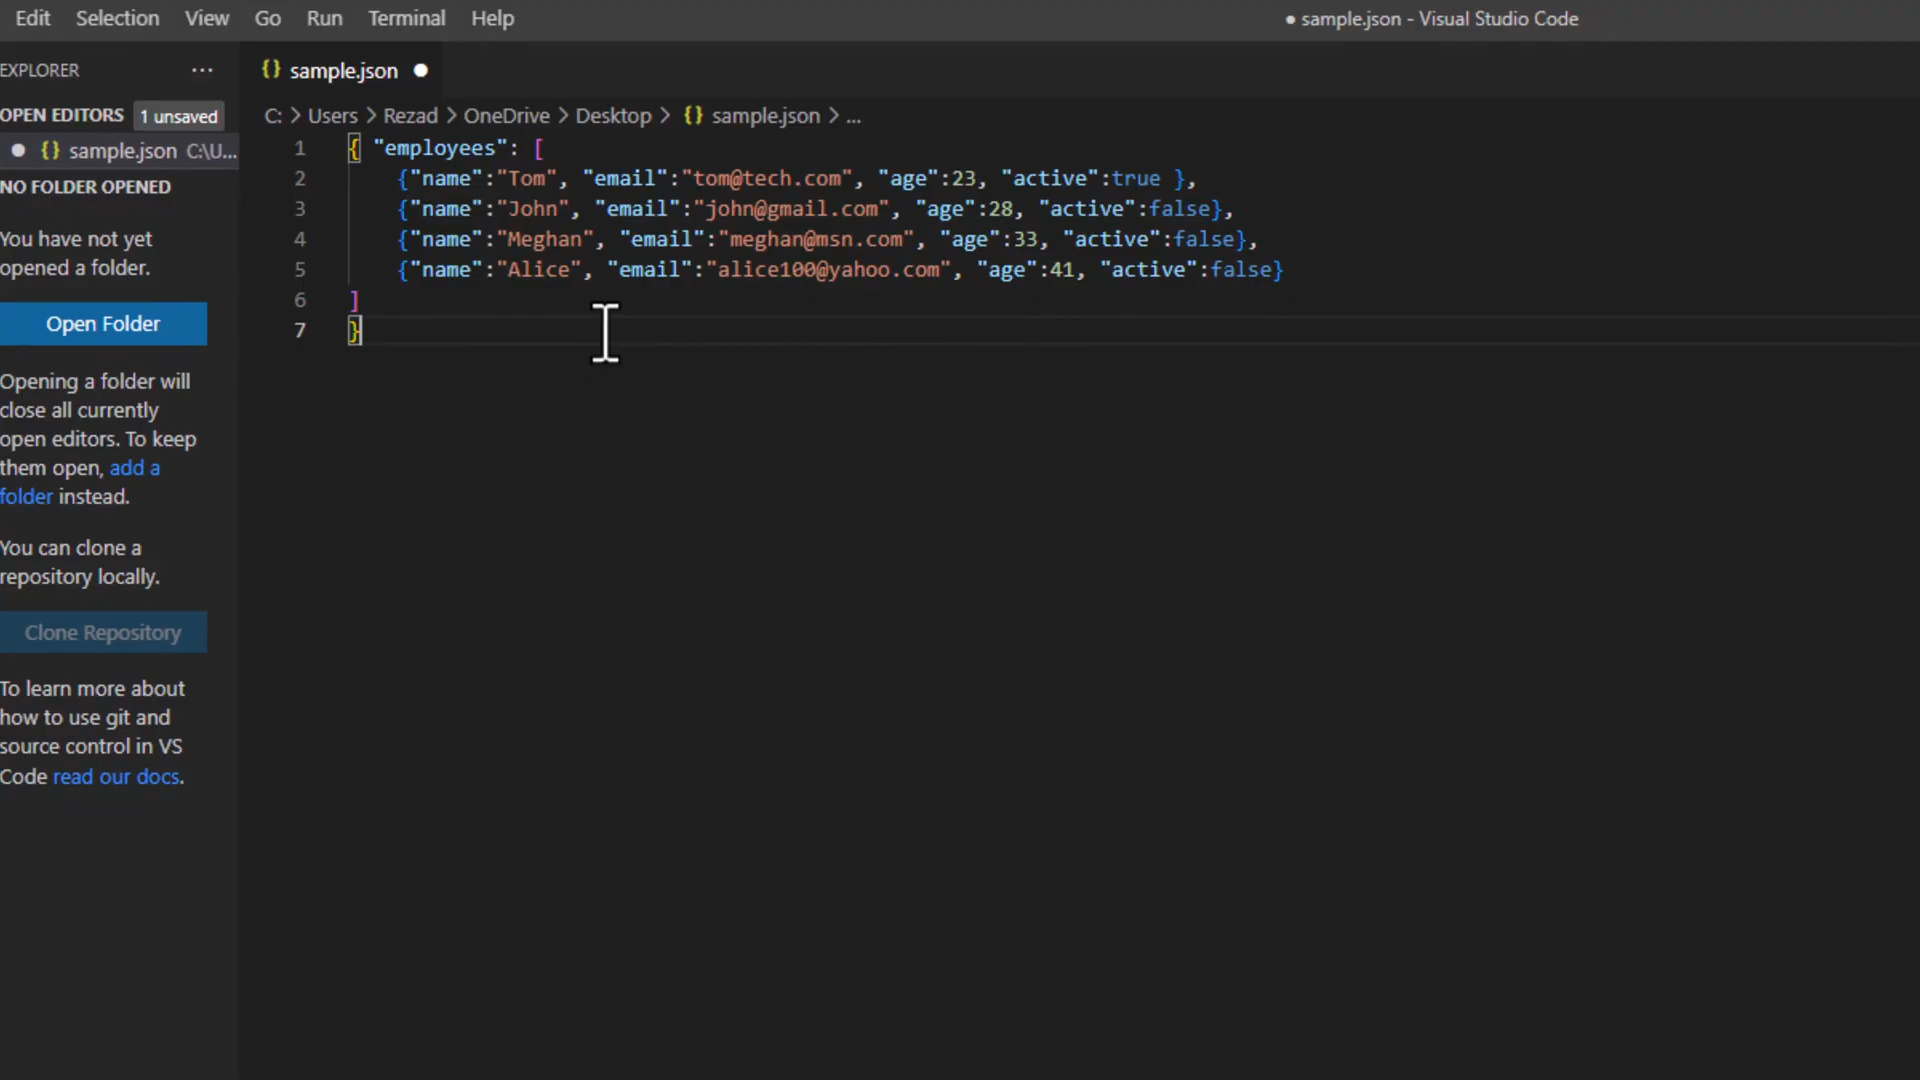 Edit Selection View Go Run Terminal Help ● sample.json - Visual Studio Code
EXPLORER ···
{} sample.json ●
OPEN EDITORS 1 unsaved
C: > Users > Rezad > OneDrive > Desktop > {} sample.json > ...
● {} sample.json C:\U...
NO FOLDER OPENED
You have not yet
opened a folder.
Open Folder
Opening a folder will
close all currently
open editors. To keep
them open, add a
folder instead.
You can clone a
repository locally.
Clone Repository
To learn more about
how to use git and
source control in VS
Code read our docs.
1 { "employees": [
2 {"name":"Tom", "email":"tom@tech.com", "age":23, "active":true },
3 {"name":"John", "email":"john@gmail.com", "age":28, "active":false},
4 {"name":"Meghan", "email":"meghan@msn.com", "age":33, "active":false},
5 {"name":"Alice", "email":"alice100@yahoo.com", "age":41, "active":false}
6 ]
7 }